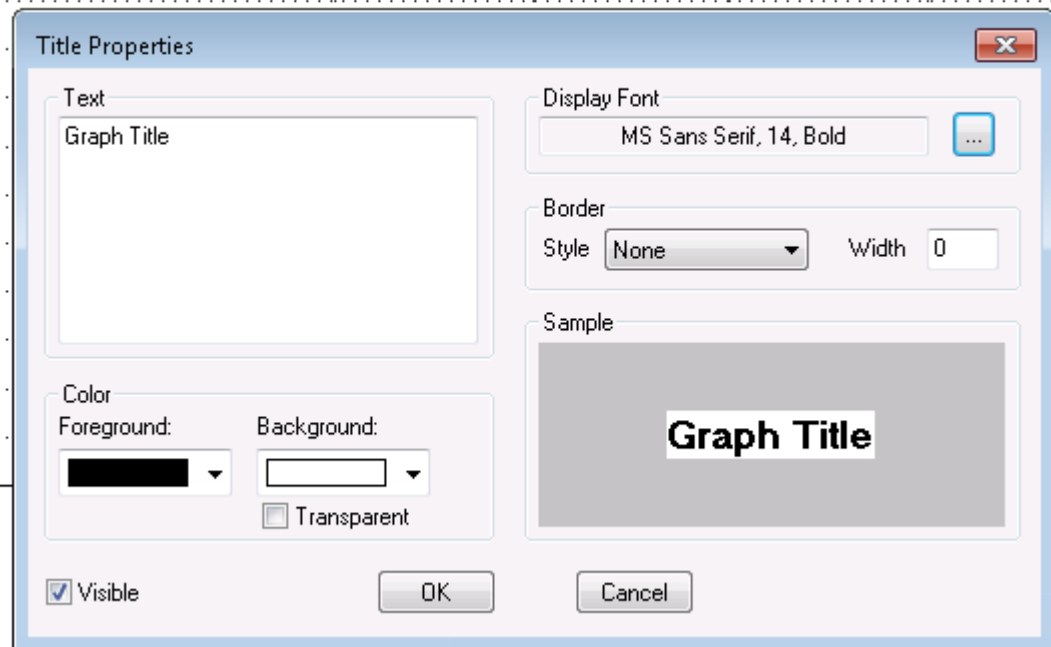 Title Properties
Text
Graph Title
Display Font
MS Sans Serif, 14, Bold
...
Border
Style
None
Width
0
Sample
Graph Title
Color
Foreground:
Background:
Transparent
Visible
OK
Cancel